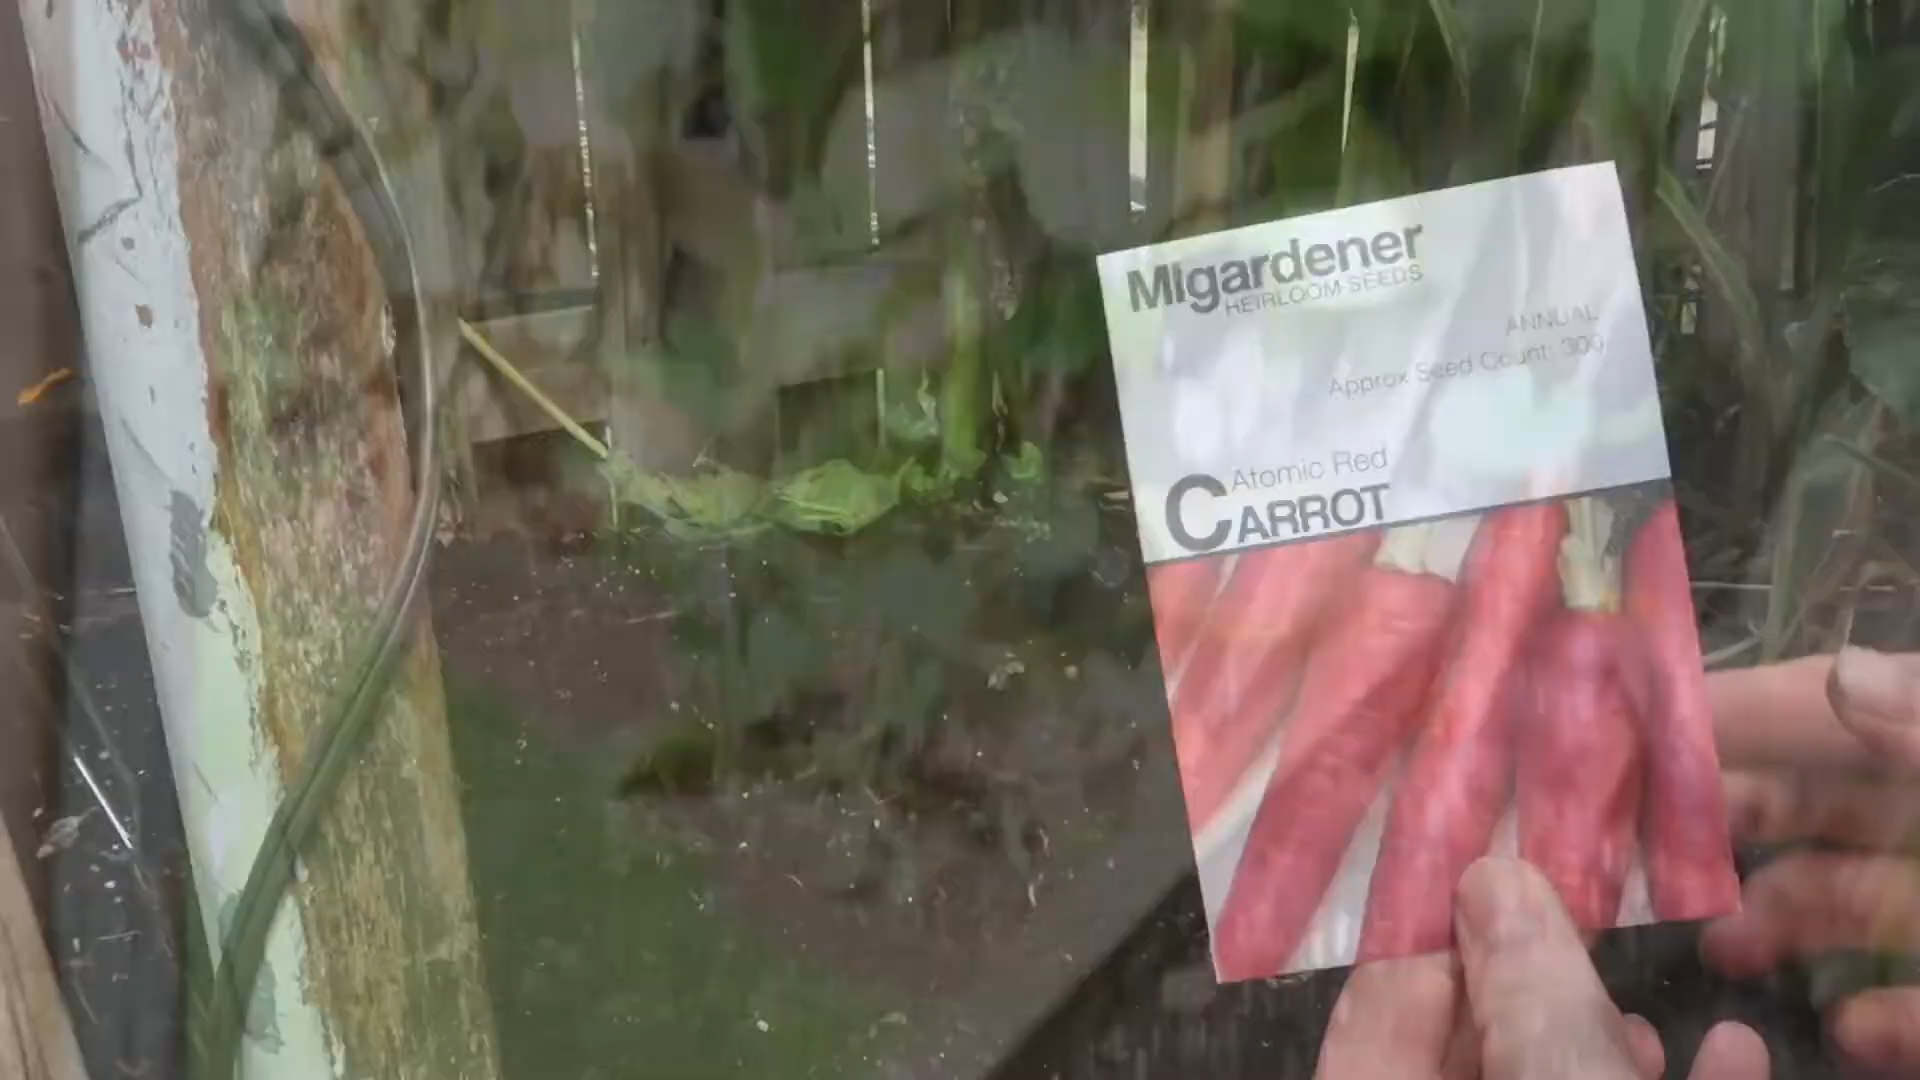 MIgardener
HEIRLOOM SEEDS
ANNUAL
Approx Seed Count: 300
Atomic Red
CARROT